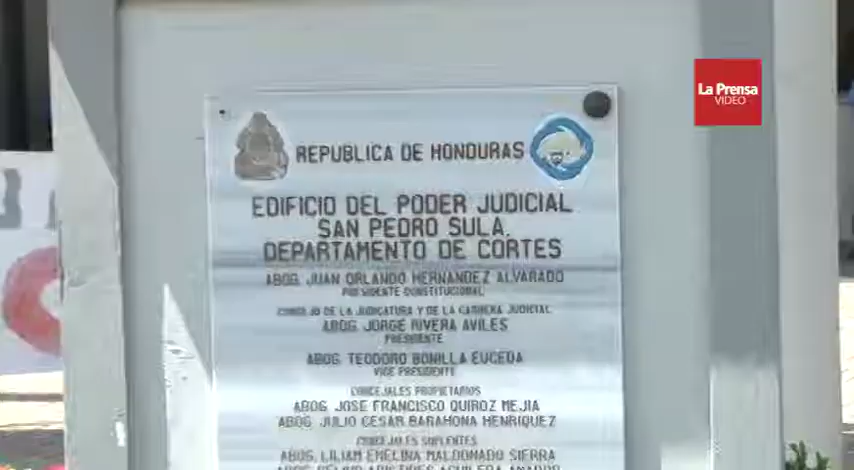 La Prensa
VIDEO
REPUBLICA DE HONDURAS
EDIFICIO DEL PODER JUDICIAL
SAN PEDRO SULA,
DEPARTAMENTO DE CORTES
ABOG. JUAN ORLANDO HERNANDEZ ALVARADO
PRESIDENTE CONSTITUCIONAL
CONSEJO DE LA JUDICATURA Y DE LA CARRERA JUDICIAL
ABOG. JORGE RIVERA AVILES
PRESIDENTE
ABOG. TEODORO BONILLA EUCEDA
VICE PRESIDENTE
CONCEJALES PROPIETARIOS
ABOG. JOSE FRANCISCO QUIROZ MEJIA
ABOG. JULIO CESAR BARAHONA HENRIQUEZ
CONCEJALES SUPLENTES
ABOG. LILIAM EMELINA MALDONADO SIERRA